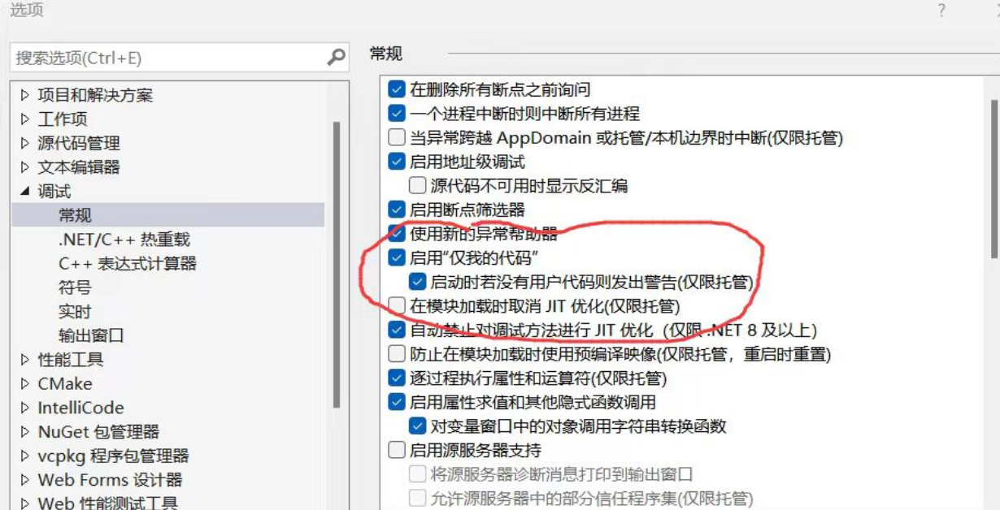 选项
?
搜索选项(Ctrl+E)
项目和解决方案
工作项
源代码管理
文本编辑器
调试
常规
.NET/C++ 热重载
C++ 表达式计算器
符号
实时
输出窗口
性能工具
CMake
IntelliCode
NuGet 包管理器
vcpkg 程序包管理器
Web Forms 设计器
Web 性能测试工具
常规
在删除所有断点之前询问
一个进程中断时则中断所有进程
当异常跨越 AppDomain 或托管/本机边界时中断(仅限托管)
启用地址级调试
源代码不可用时显示反汇编
启用断点筛选器
使用新的异常帮助器
启用“仅我的代码”
启动时若没有用户代码则发出警告(仅限托管)
在模块加载时取消 JIT 优化(仅限托管)
自动禁止对调试方法进行 JIT 优化（仅限 .NET 8 及以上）
防止在模块加载时使用预编译映像(仅限托管，重启时重置)
逐过程执行属性和运算符(仅限托管)
启用属性求值和其他隐式函数调用
对变量窗口中的对象调用字符串转换函数
启用源服务器支持
将源服务器诊断消息打印到输出窗口
允许源服务器中的部分信任程序集(仅限托管)